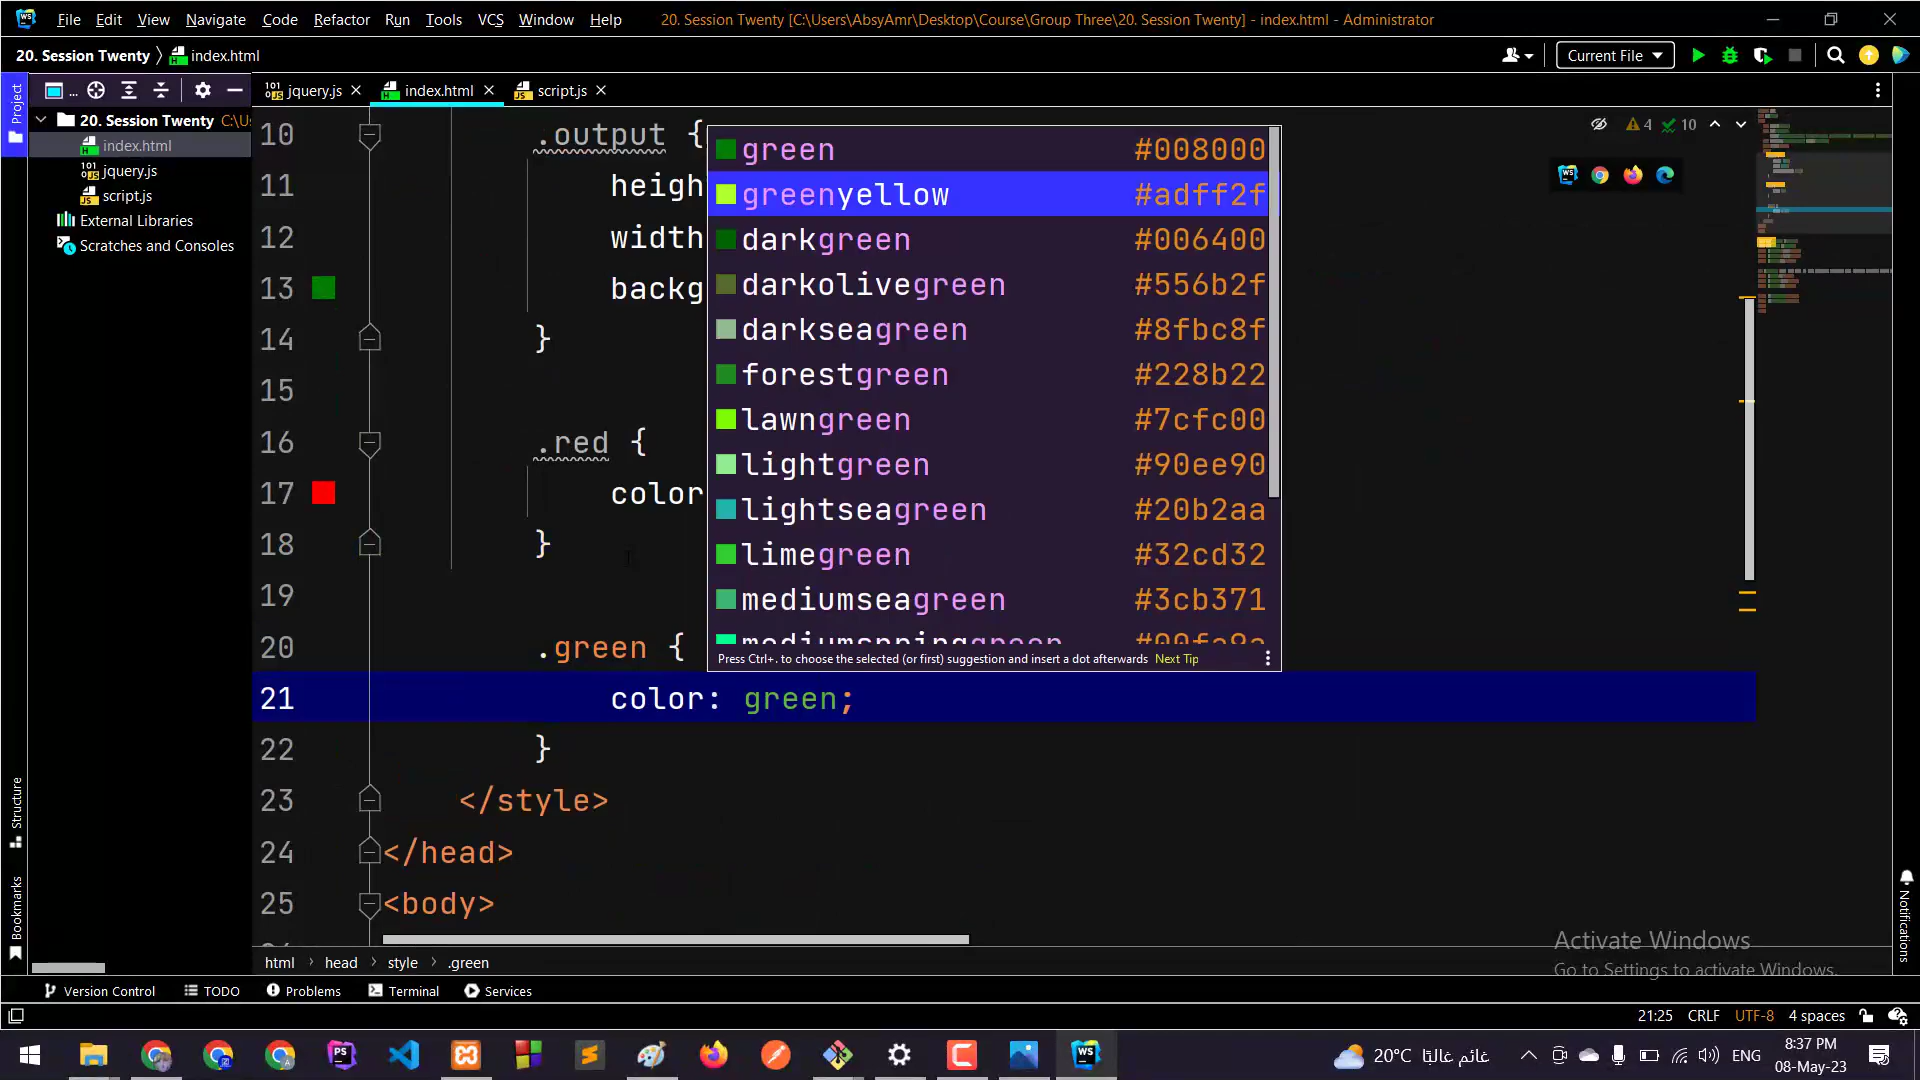 File Edit View Navigate Code Refactor Run Tools VCS Window Help 20. Session Twenty [C:\Users\AbsyAmr\Desktop\Course\Group Three\20. Session Twenty] - index.html - Administrator
20. Session Twenty index.html Current File
Project ... jquery.js index.html script.js
20. Session Twenty C:\U
index.html
jquery.js
script.js
External Libraries
Scratches and Consoles
10 .output {
11 heigh
12 width
13 backg
14 }
15
16 .red {
17 color
18 }
19
20 .green {
21 color: green;
22 }
23 </style>
24 </head>
25 <body>
green #008000
greenyellow #adff2f
darkgreen #006400
darkolivegreen #556b2f
darkseagreen #8fbc8f
forestgreen #228b22
lawngreen #7cfc00
lightgreen #90ee90
lightseagreen #20b2aa
limegreen #32cd32
mediumseagreen #3cb371
mediumspringgreen #00fa9a
Press Ctrl+. to choose the selected (or first) suggestion and insert a dot afterwards Next Tip
4 10
Structure
Bookmarks
Notifications
Activate Windows
Go to Settings to activate Windows.
html head style .green
Version Control TODO Problems Terminal Services
21:25 CRLF UTF-8 4 spaces
20°C غائم غالبًا ENG 8:37 PM
08-May-23